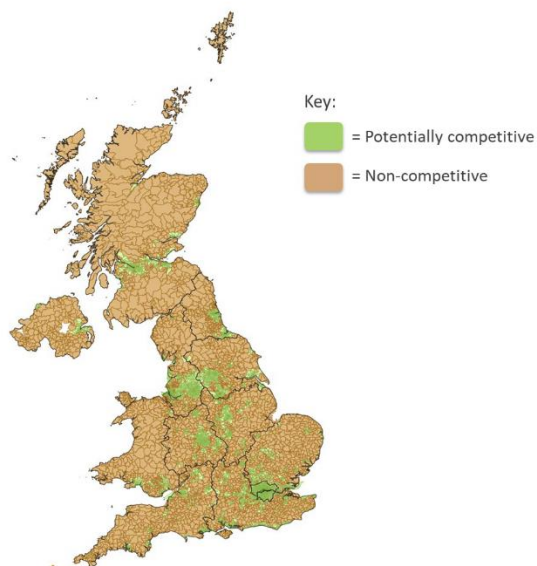 Key:
= Potentially competitive
= Non-competitive